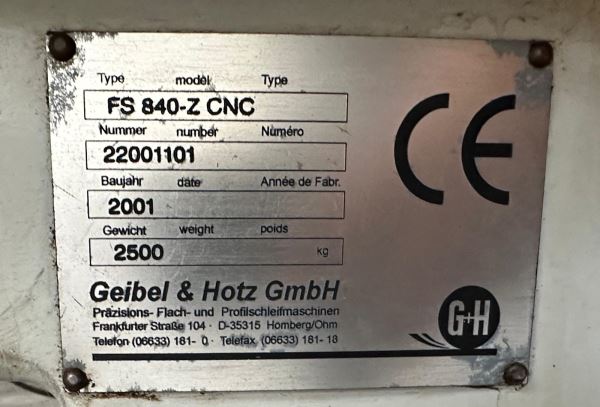 Type model Type
FS 840-Z CNC
Nummer number Numéro
22001101
Baujahr date Année de Fabr.
2001
Gewicht weight poids
2500 kg
CE
Geibel & Hotz GmbH
Präzisions- Flach- und Profilschleifmaschinen
Frankfurter Straße 104 · D-35315 Homberg/Ohm
Telefon (06633) 181- 0 · Telefax (06633) 181- 18
G+H